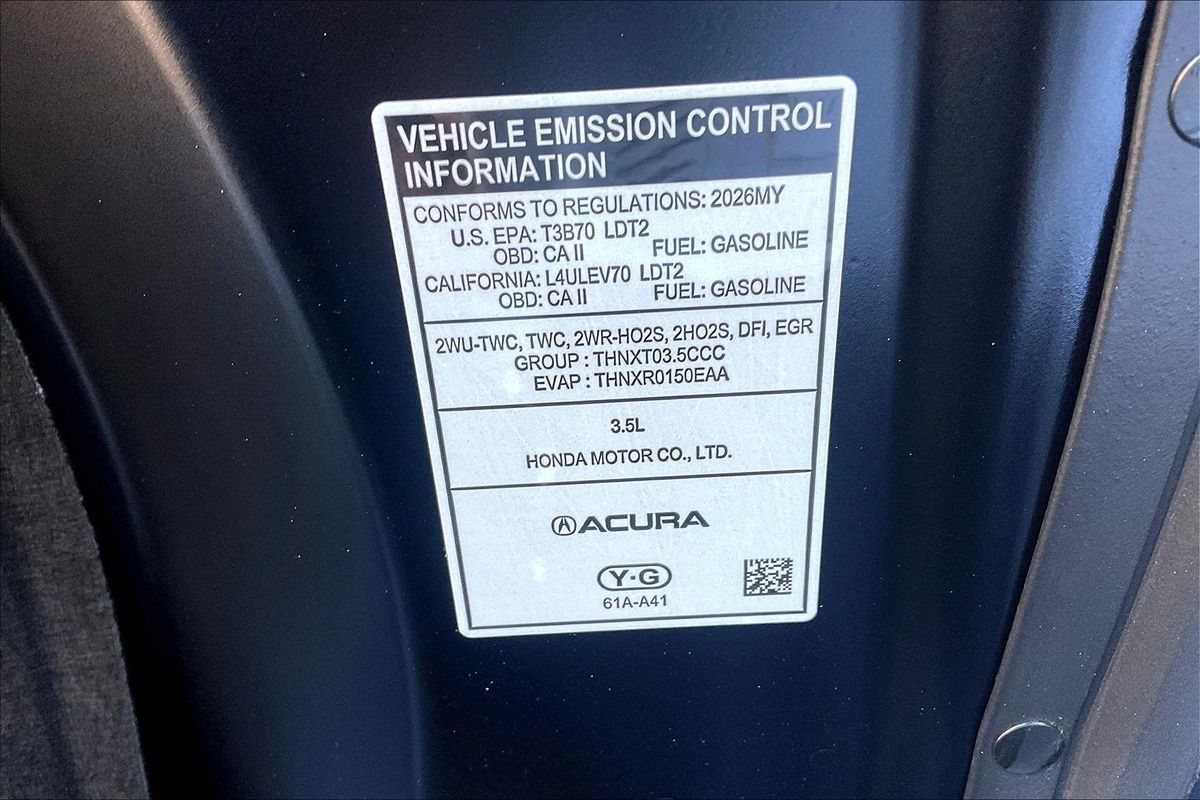 VEHICLE EMISSION CONTROL
INFORMATION
CONFORMS TO REGULATIONS: 2026MY
U.S. EPA: T3B70 LDT2
OBD: CA II FUEL: GASOLINE
CALIFORNIA: L4ULEV70 LDT2
OBD: CA II FUEL: GASOLINE
2WU-TWC, TWC, 2WR-HO2S, 2HO2S, DFI, EGR
GROUP : THNXT03.5CCC
EVAP : THNXR0150EAA
3.5L
HONDA MOTOR CO., LTD.
ACURA
Y·G
61A-A41